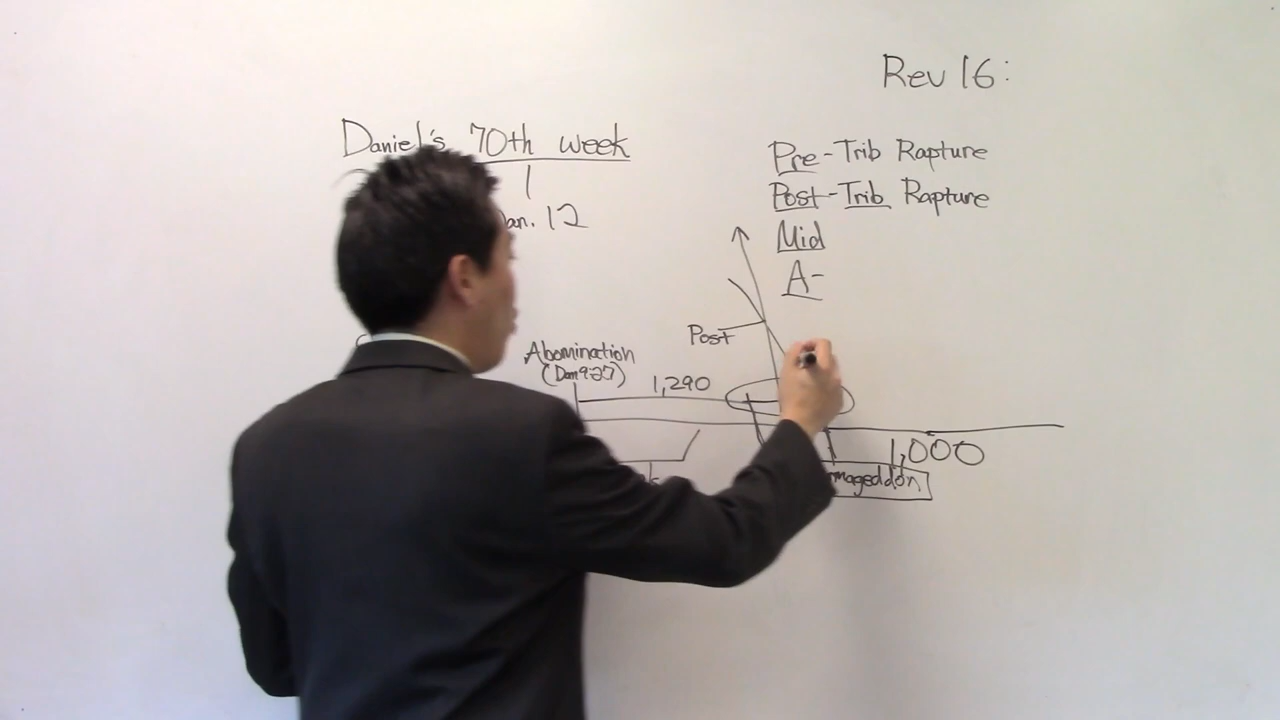 Rev 16:
Daniel's 70th week
Pre-Trib Rapture
Post-Trib Rapture
12
Mid
A-
Post
Abomination
(Dan 9:27)
1,290
1,000